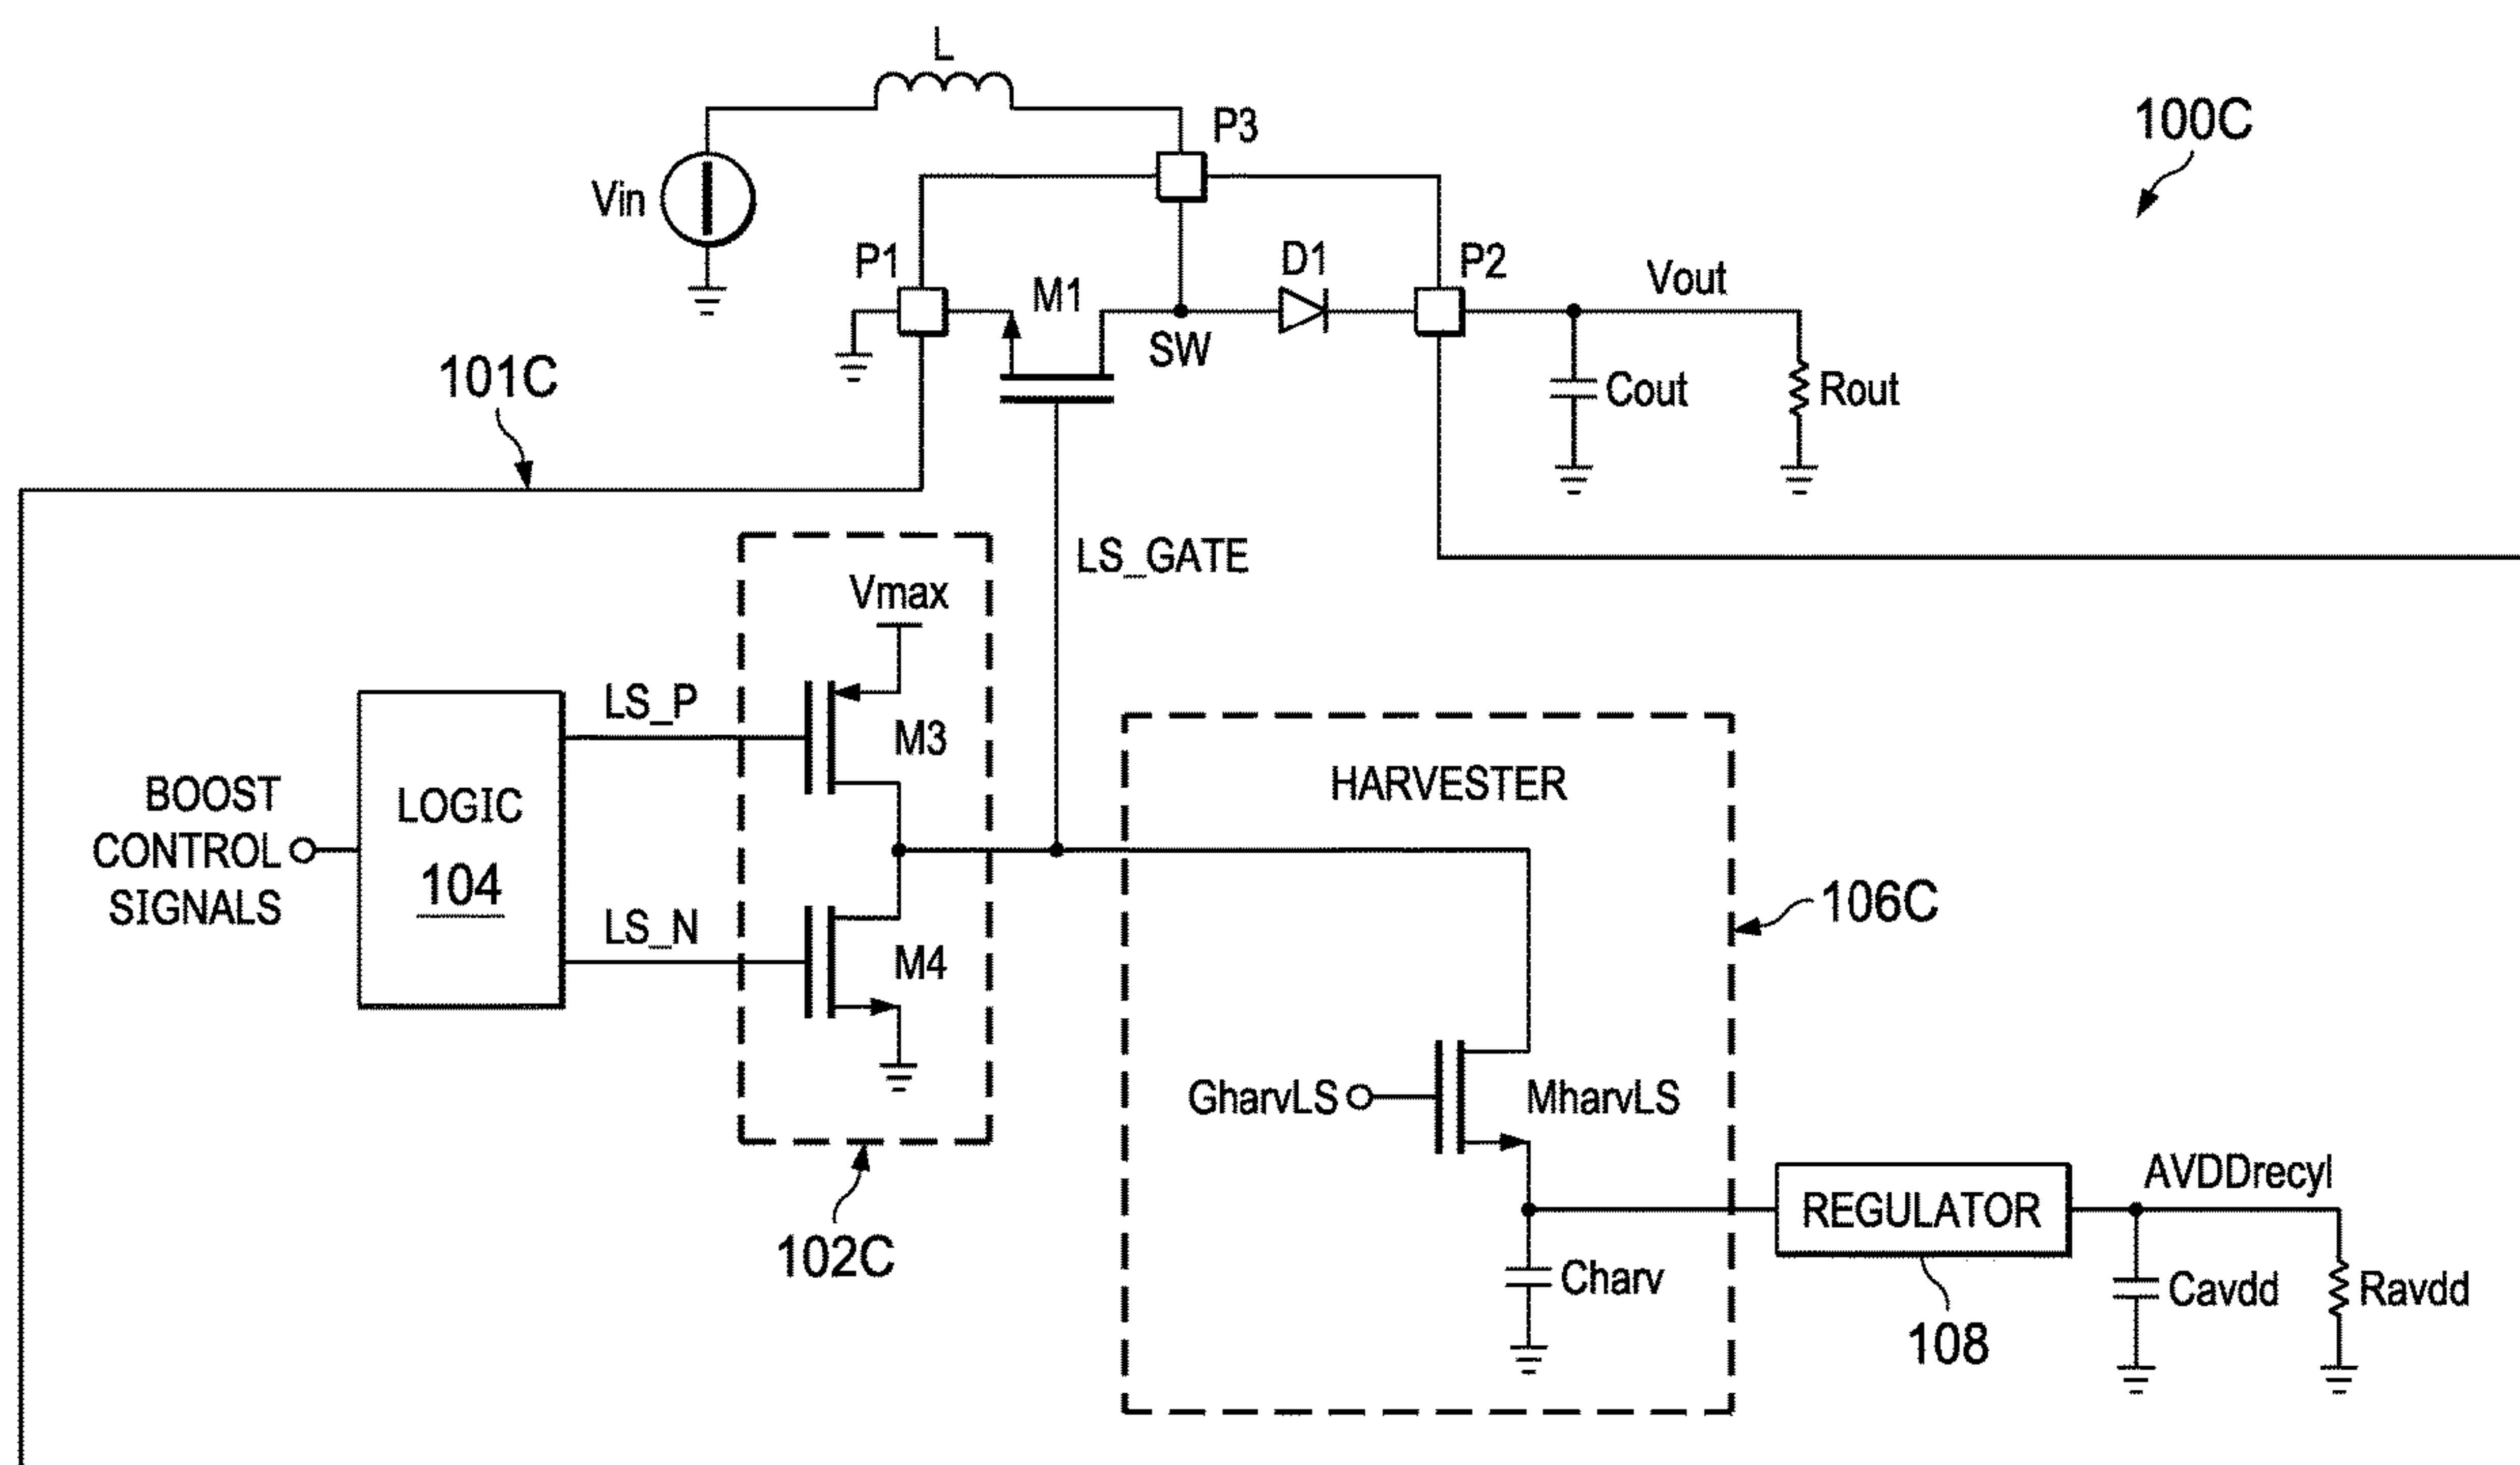 L
P3
100C
Vin
P1
M1
D1
P2
Vout
SW
101C
Cout
Rout
LS_GATE
Vmax
LS_P
M3
HARVESTER
BOOST
CONTROL
SIGNALS
LOGIC
104
LS_N
M4
106C
GharvLS
MharvLS
102C
REGULATOR
AVDDrecyl
Charv
108
Cavdd
Ravdd